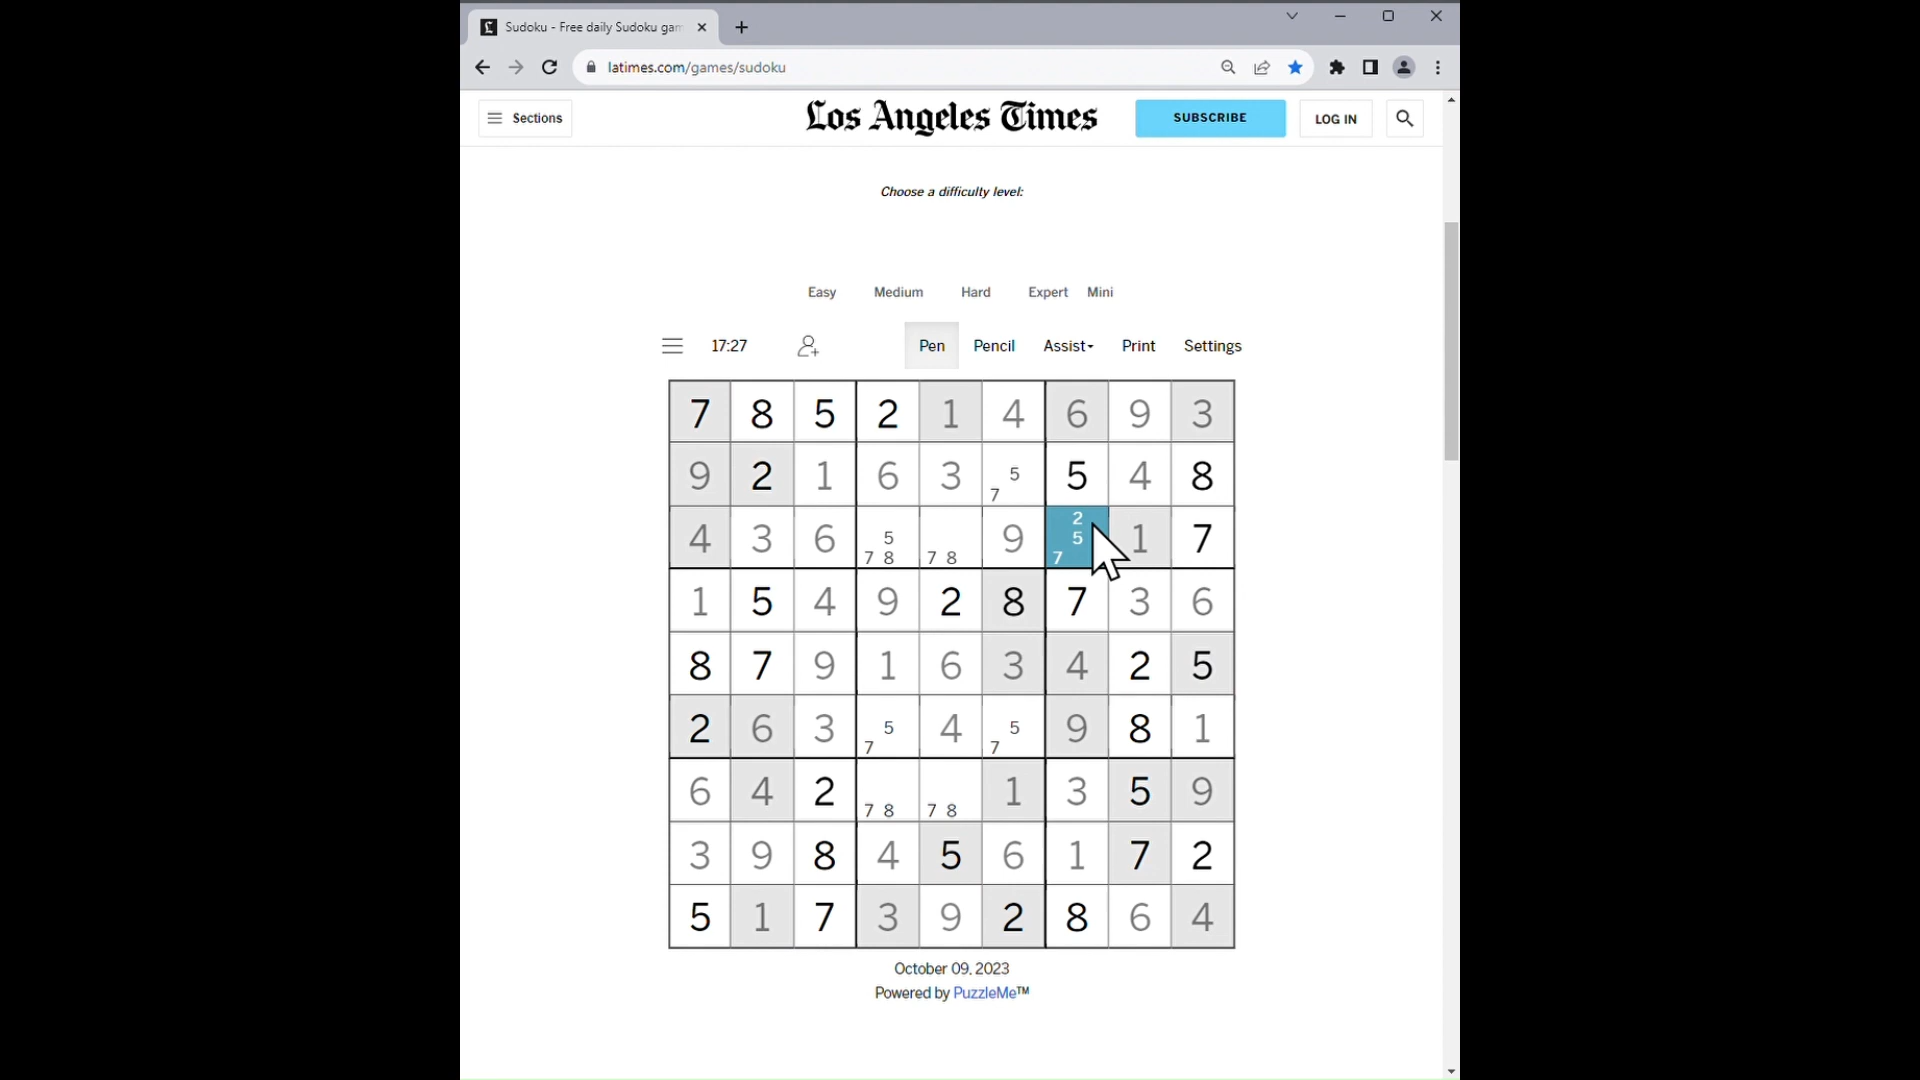 Sudoku - Free daily Sudoku gam
latimes.com/games/sudoku
Sections
Los Angeles Times
SUBSCRIBE
LOG IN
Choose a difficulty level:
Easy Medium Hard Expert Mini
17:27 Pen Pencil Assist Print Settings
7 8 5 2 1 4 6 9 3
9 2 1 6 3 5 7 5 4 8
4 3 6 5 7 8 7 8 9 2 5 7 1 7
1 5 4 9 2 8 7 3 6
8 7 9 1 6 3 4 2 5
2 6 3 5 7 4 5 7 9 8 1
6 4 2 7 8 7 8 1 3 5 9
3 9 8 4 5 6 1 7 2
5 1 7 3 9 2 8 6 4
October 09, 2023
Powered by PuzzleMe™